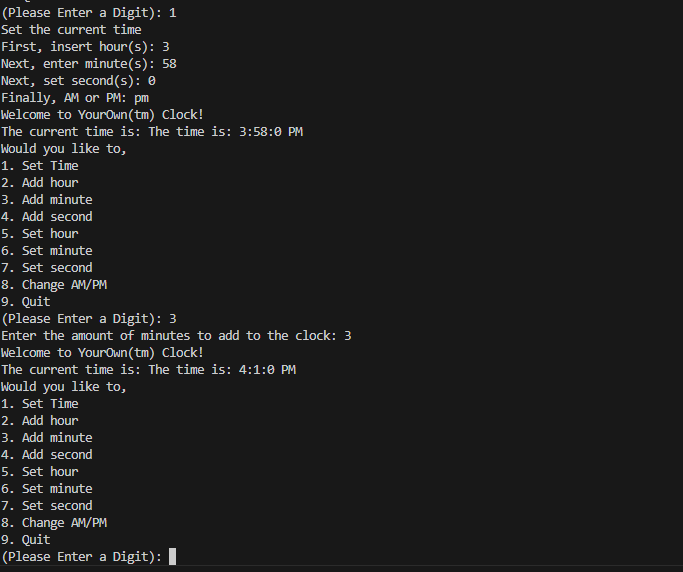 (Please Enter a Digit): 1
Set the current time
First, insert hour(s): 3
Next, enter minute(s): 58
Next, set second(s): 0
Finally, AM or PM: pm
Welcome to YourOwn(tm) Clock!
The current time is: The time is: 3:58:0 PM
Would you like to,
1. Set Time
2. Add hour
3. Add minute
4. Add second
5. Set hour
6. Set minute
7. Set second
8. Change AM/PM
9. Quit
(Please Enter a Digit): 3
Enter the amount of minutes to add to the clock: 3
Welcome to YourOwn(tm) Clock!
The current time is: The time is: 4:1:0 PM
Would you like to,
1. Set Time
2. Add hour
3. Add minute
4. Add second
5. Set hour
6. Set minute
7. Set second
8. Change AM/PM
9. Quit
(Please Enter a Digit):